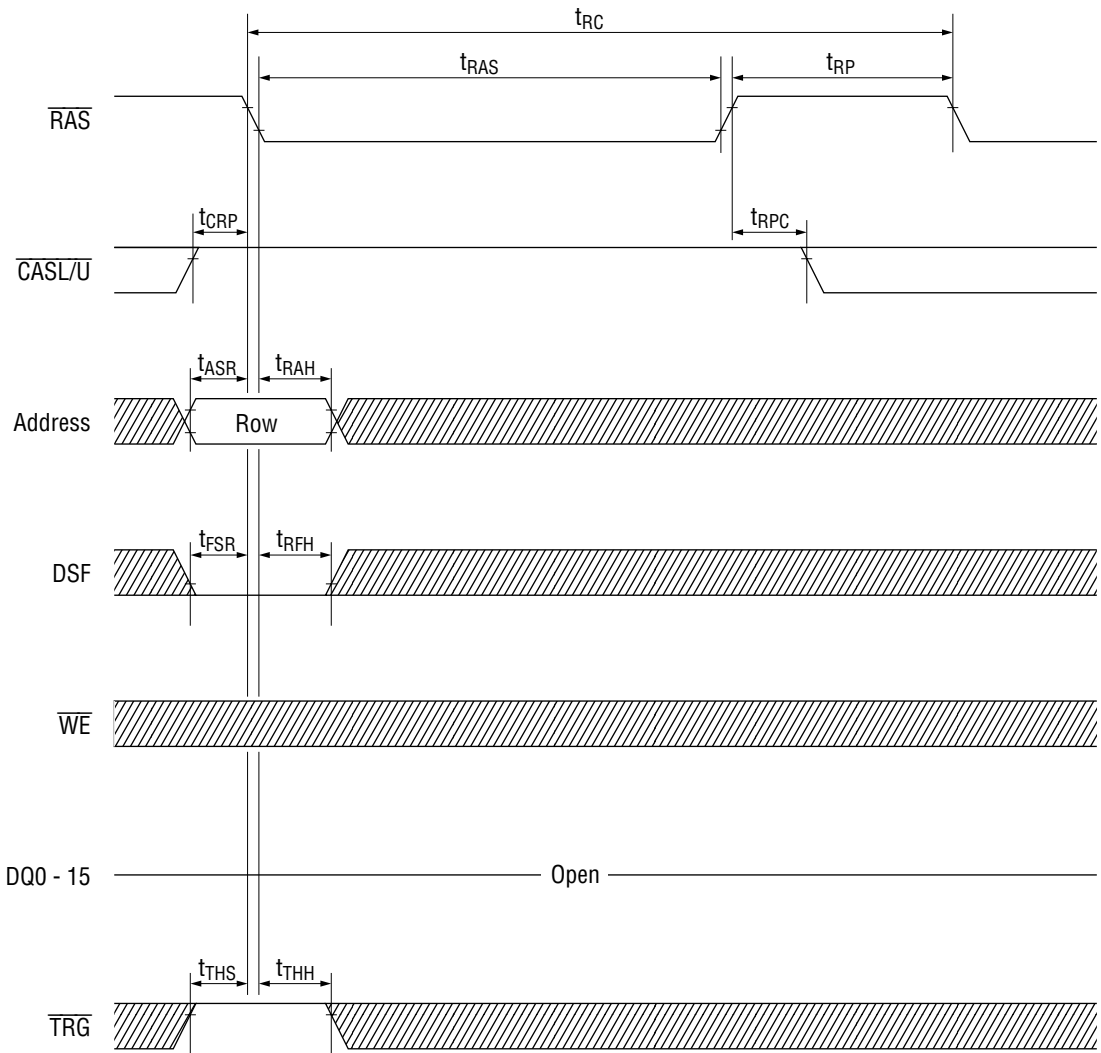 tRC
tRAS tRP
RAS
tCRP tRPC
CASL/U
tASR tRAH
Address Row
tFSR tRFH
DSF
WE
DQ0 - 15 Open
tTHS tTHH
TRG